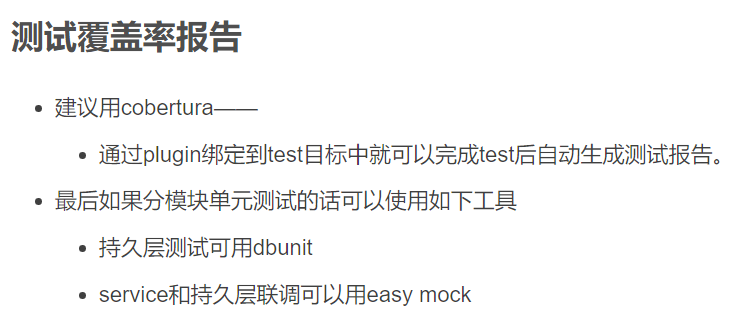 测试覆盖率报告
建议用cobertura——
通过plugin绑定到test目标中就可以完成test后自动生成测试报告。
最后如果分模块单元测试的话可以使用如下工具
持久层测试可用dbunit
service和持久层联调可以用easy mock